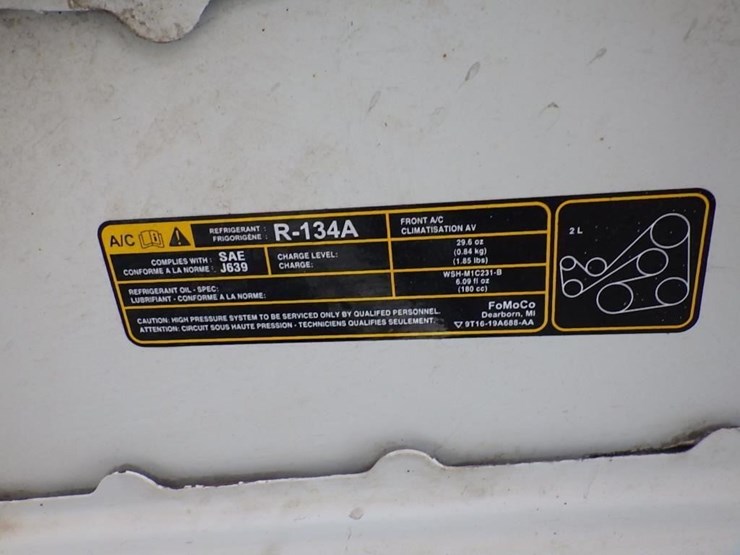 A/C REFRIGERANT : R-134A FRONT A/C
FRIGORIGÈNE : CLIMATISATION AV
COMPLIES WITH : SAE CHARGE LEVEL: 29.6 oz
CONFORME A LA NORME : J639 CHARGE: (0.84 kg)
(1.85 lbs)
REFRIGERANT OIL - SPEC: WSH-M1C231-B
LUBRIFIANT - CONFORME A LA NORME: 6.09 fl oz
(180 cc)
CAUTION: HIGH PRESSURE SYSTEM TO BE SERVICED ONLY BY QUALIFED PERSONNEL.
ATTENTION: CIRCUIT SOUS HAUTE PRESSION - TECHNICIENS QUALIFIES SEULEMENT.
FoMoCo
Dearborn, MI
9T16-19A688-AA
2 L